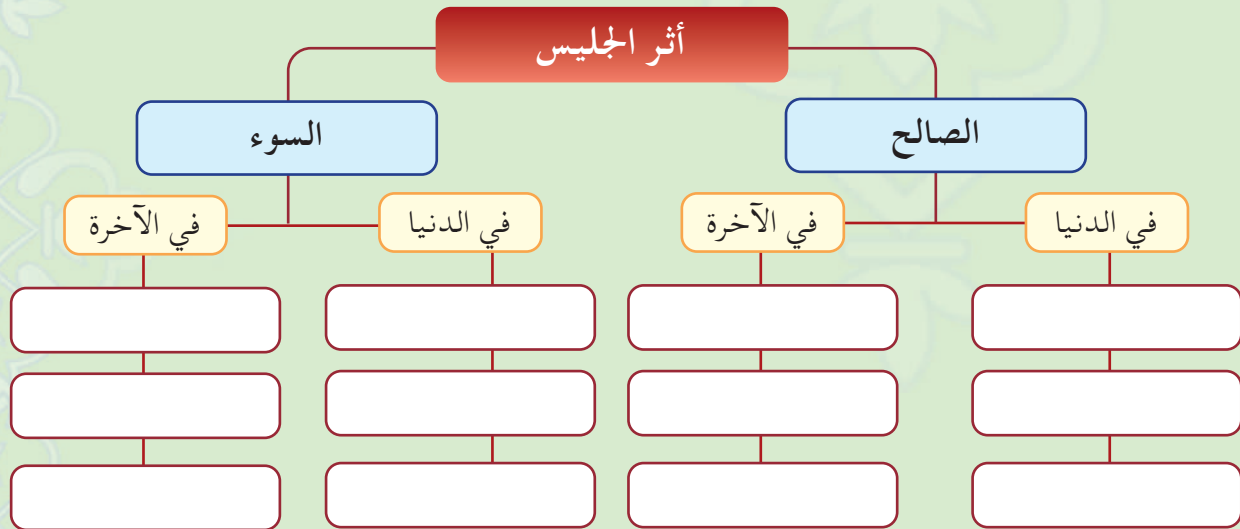 أثر الجليس
الصالح
السوء
في الدنيا
في الآخرة
في الدنيا
في الآخرة